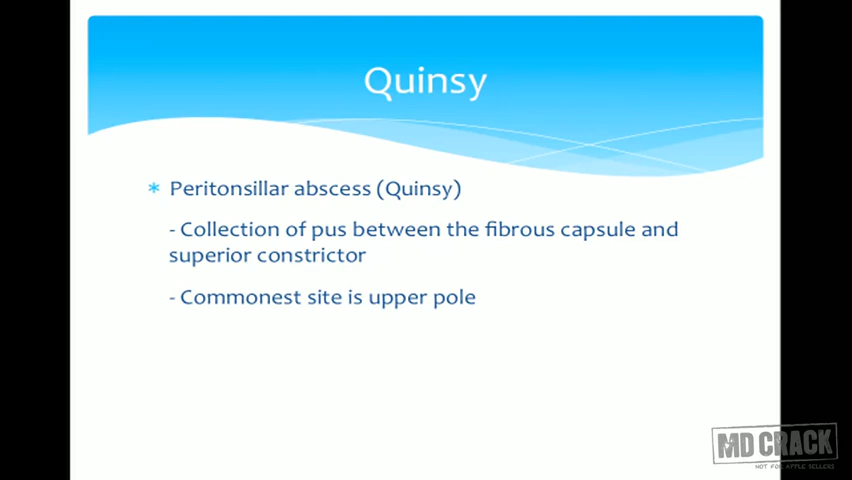 Quinsy
* Peritonsillar abscess (Quinsy)
- Collection of pus between the fibrous capsule and
superior constrictor
- Commonest site is upper pole
MD CRACK
NOT FOR APPLE SELLERS